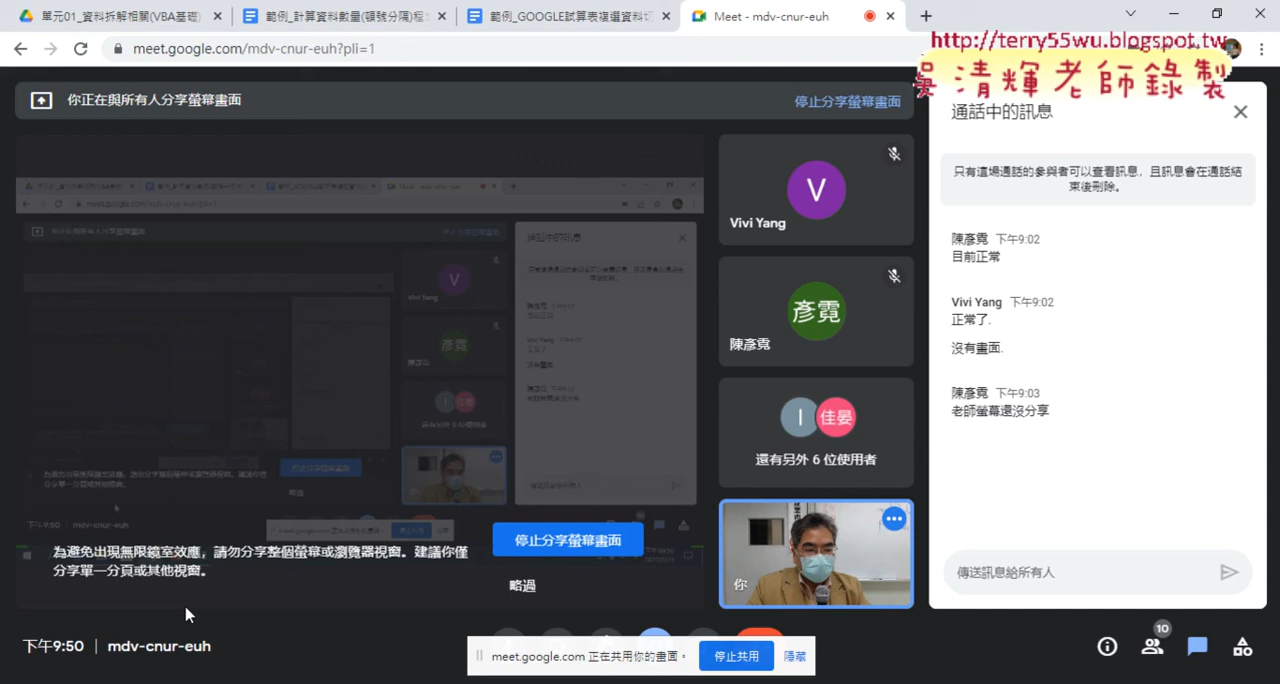 單元01_資料拆解相關(VBA基礎)
範例_計算資料數量(頓號分隔)程
範例_GOOGLE試算表複選資料切
Meet - mdv-cnur-euh
meet.google.com/mdv-cnur-euh?pli=1
http://terry55wu.blogspot.tw
吳清輝老師錄製
你正在與所有人分享螢幕畫面
停止分享螢幕畫面
通話中的訊息
只有這場通話的參與者可以查看訊息，且訊息會在通話結
束後刪除。
陳彥霓 下午9:02
目前正常
Vivi Yang 下午9:02
正常了.
沒有畫面.
陳彥霓 下午9:03
老師螢幕還沒分享
傳送訊息給所有人
V
Vivi Yang
彥霓
陳彥霓
I
佳晏
還有另外 6 位使用者
你
為避免出現無限鏡室效應，請勿分享整個螢幕或瀏覽器視窗。建議你僅
分享單一分頁或其他視窗。
停止分享螢幕畫面
略過
下午9:50 | mdv-cnur-euh
meet.google.com 正在共用你的畫面。
停止共用
隱藏
10